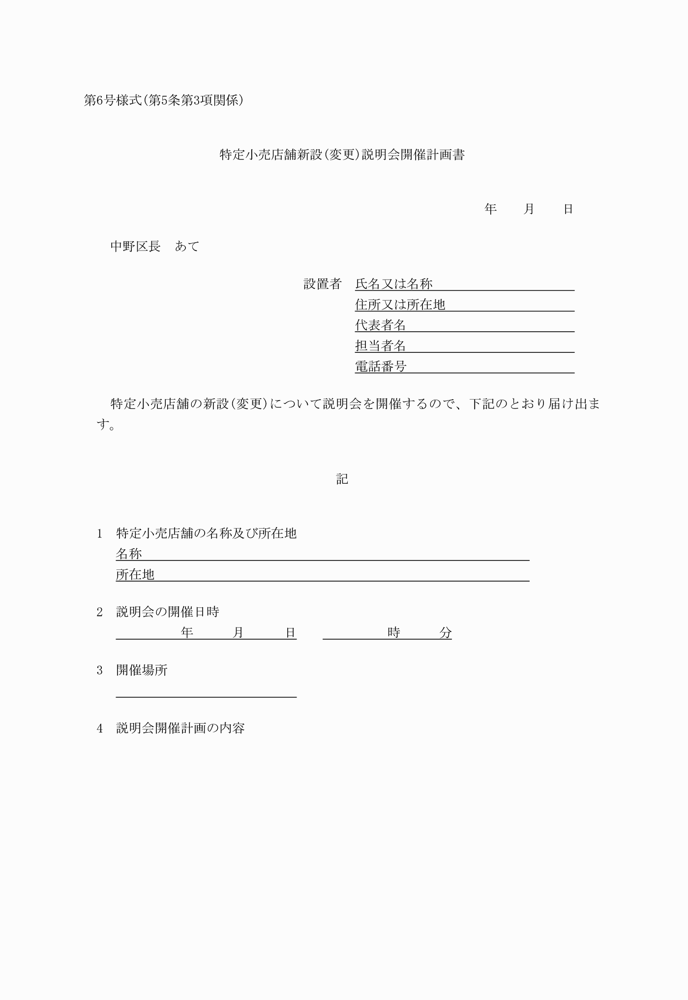 第6号様式(第5条第3項関係)
特定小売店舗新設(変更)説明会開催計画書
年　　月　　日
中野区長　あて
設置者　氏名又は名称
住所又は所在地
代表者名
担当者名
電話番号
特定小売店舗の新設(変更)について説明会を開催するので、下記のとおり届け出ま
す。
記
1　特定小売店舗の名称及び所在地
名称
所在地
2　説明会の開催日時
年　　　月　　　日　　　　　　　時　　　分
3　開催場所
4　説明会開催計画の内容